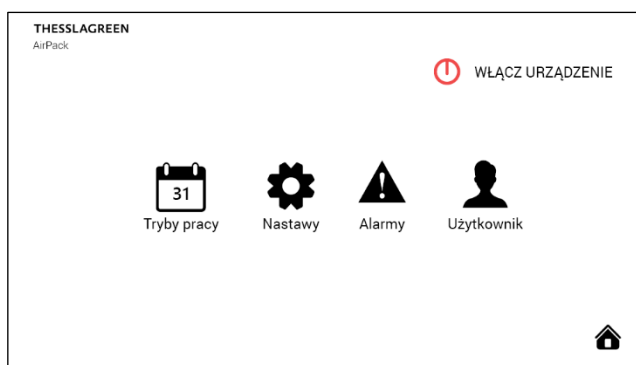 THESSLAGREEN
AirPack
WŁĄCZ URZĄDZENIE
31
Tryby pracy
Nastawy
Alarmy
Użytkownik